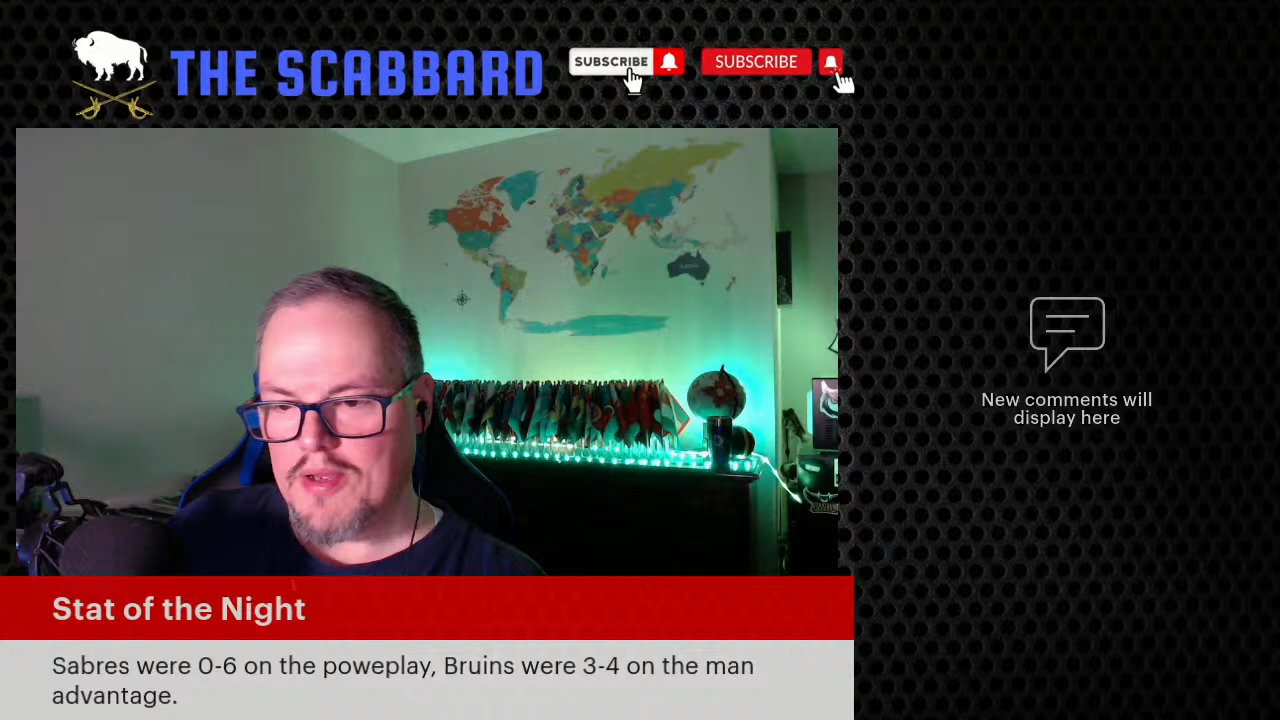 THE SCABBARD
SUBSCRIBE
SUBSCRIBE
New comments will
display here
Stat of the Night
Sabres were 0-6 on the poweplay, Bruins were 3-4 on the man
advantage.